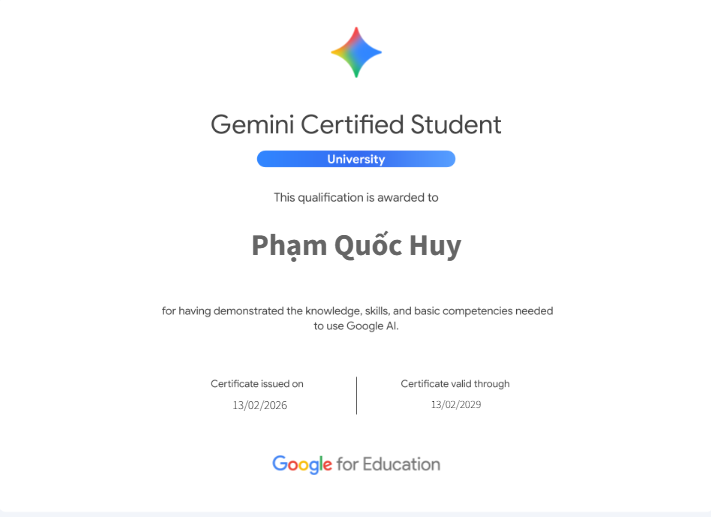 Gemini Certified Student
University
This qualification is awarded to
Phạm Quốc Huy
for having demonstrated the knowledge, skills, and basic competencies needed
to use Google AI.
Certificate issued on
13/02/2026
Certificate valid through
13/02/2029
Google for Education